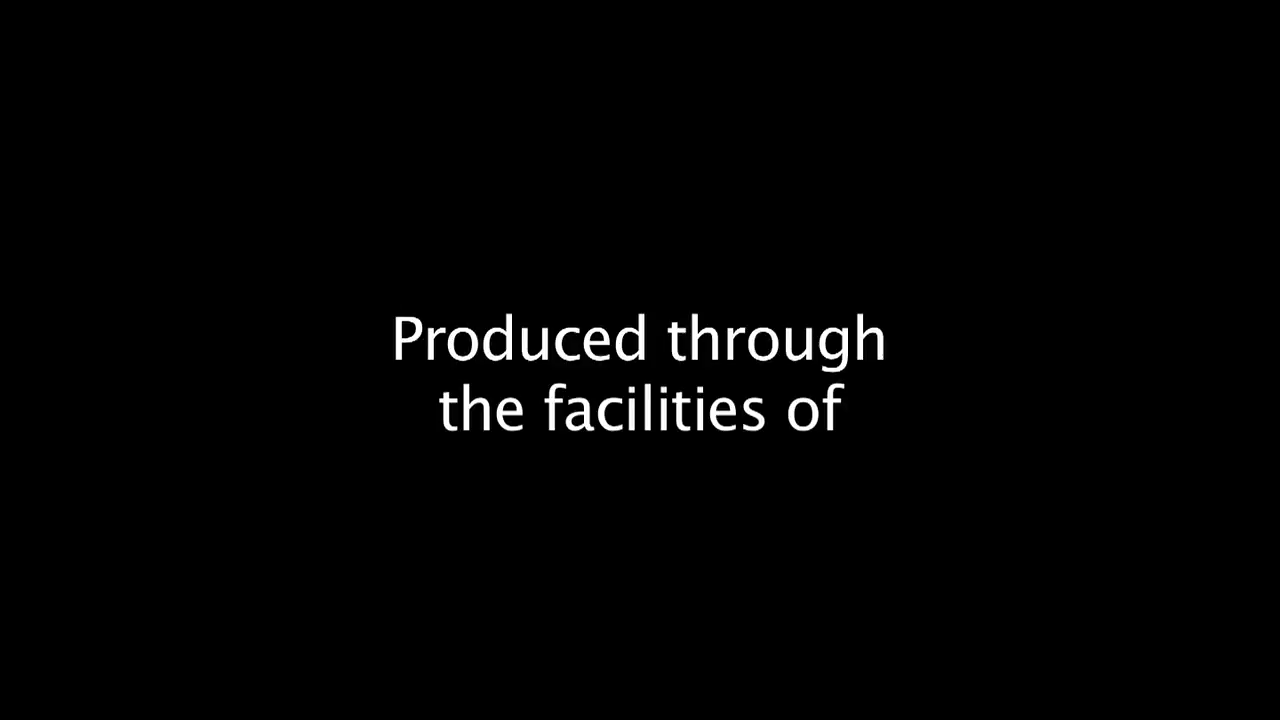 Produced through
the facilities of